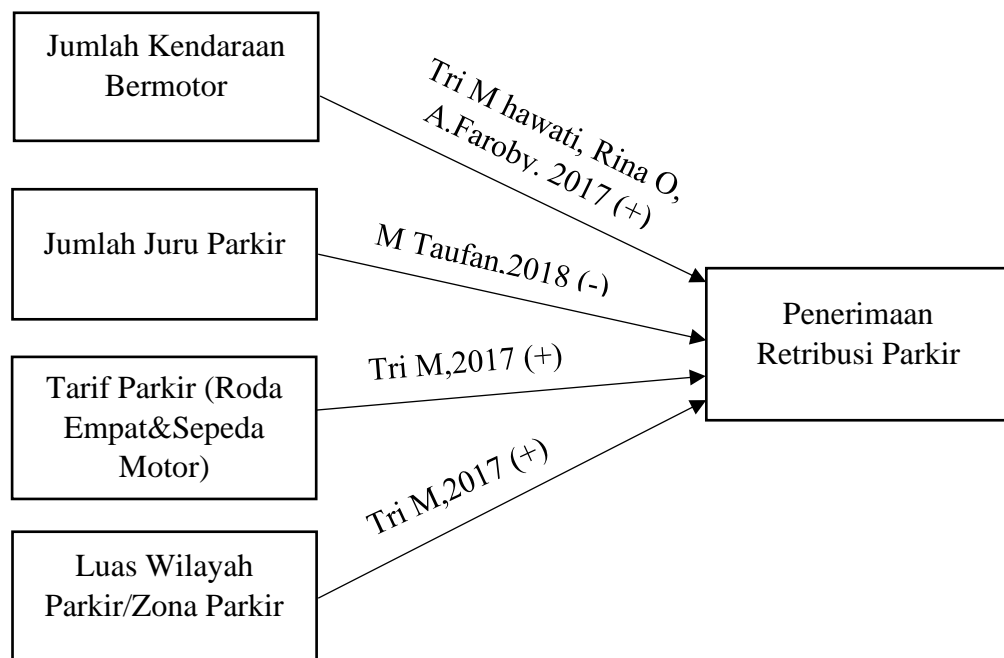 Jumlah Kendaraan
Bermotor
Tri M hawati, Rina O,
A.Faroby. 2017 (+)
Jumlah Juru Parkir
M Taufan.2018 (-)
Penerimaan
Retribusi Parkir
Tarif Parkir (Roda
Empat&Sepeda
Motor)
Tri M,2017 (+)
Tri M,2017 (+)
Luas Wilayah
Parkir/Zona Parkir